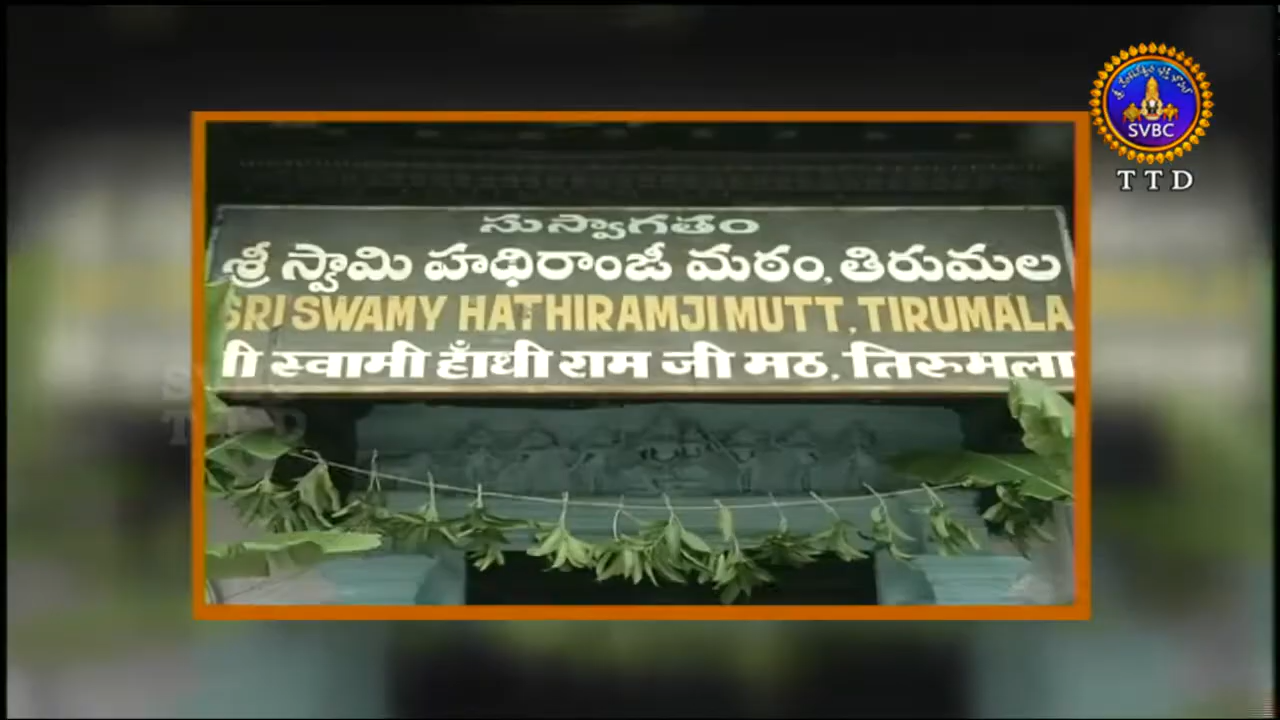 సుస్వాగతం
శ్రీ స్వామి హథీరాంజీ మఠం, తిరుమల
SRI SWAMY HATHIRAMJI MUTT, TIRUMALA
स्वामी हाँथी राम जी मठ, तिरुमला
SVBC
TTD